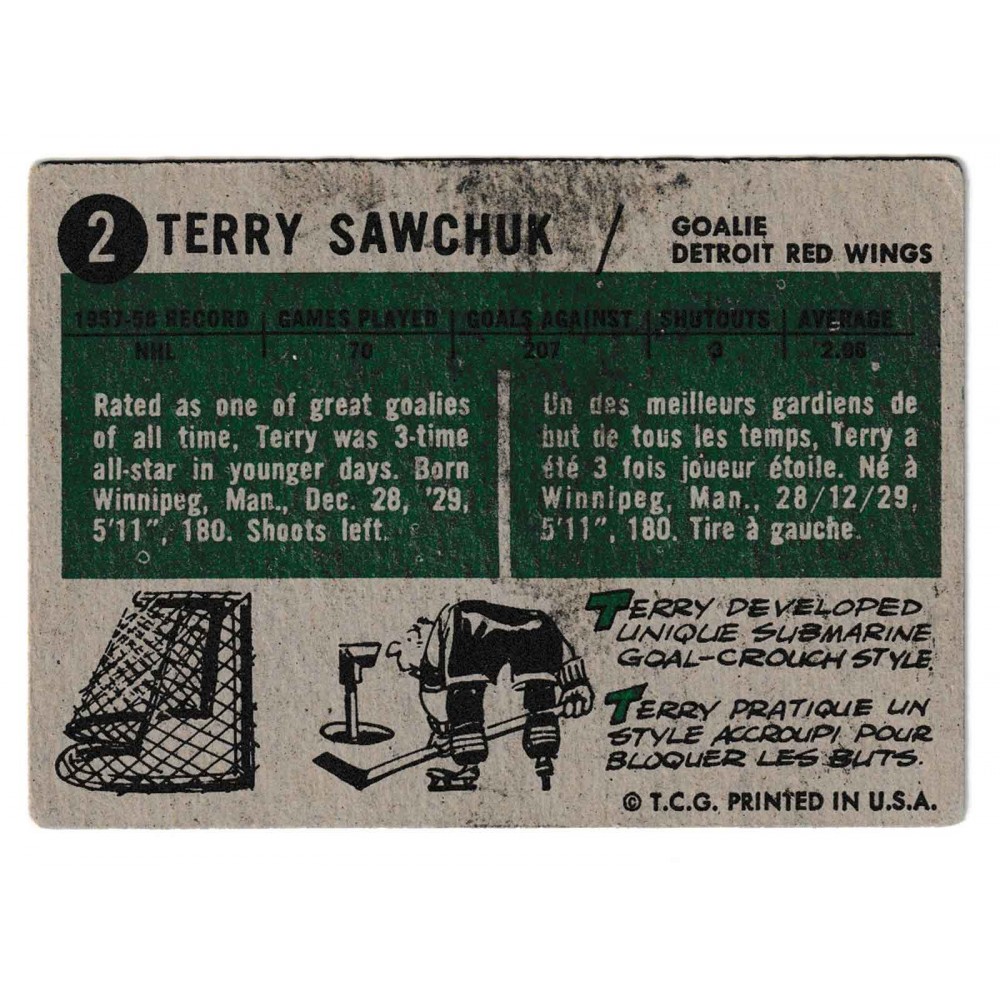 2 TERRY SAWCHUK / GOALIE
DETROIT RED WINGS
1957-58 RECORD | GAMES PLAYED | GOALS AGAINST | SHUTOUTS | AVERAGE
NHL | 70 | 207 | 3 | 2.96
Rated as one of great goalies
of all time, Terry was 3-time
all-star in younger days. Born
Winnipeg, Man., Dec. 28, '29,
5'11", 180. Shoots left.
Un des meilleurs gardiens de
but de tous les temps, Terry a
été 3 fois joueur étoile. Né à
Winnipeg, Man., 28/12/29,
5'11", 180. Tire à gauche.
TERRY DEVELOPED
UNIQUE SUBMARINE
GOAL-CROUCH STYLE.
TERRY PRATIQUE UN
STYLE ACCROUPI POUR
BLOQUER LES BUTS.
© T.C.G. PRINTED IN U.S.A.